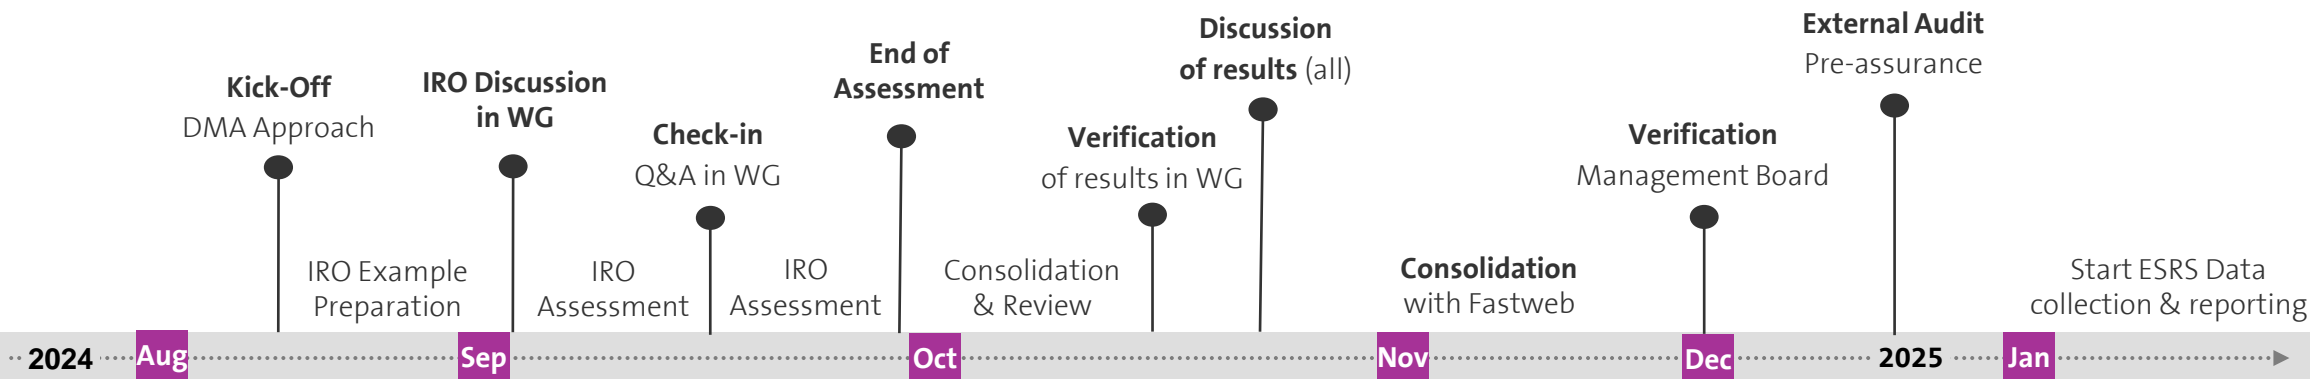 Kick-Off
DMA Approach
IRO Example
Preparation
IRO Discussion
in WG
IRO
Assessment
Check-in
Q&A in WG
IRO
Assessment
End of
Assessment
Consolidation
& Review
Verification
of results in WG
Discussion
of results (all)
Consolidation
with Fastweb
Verification
Management Board
External Audit
Pre-assurance
Start ESRS Data
collection & reporting
2024 Aug Sep Oct Nov Dec 2025 Jan